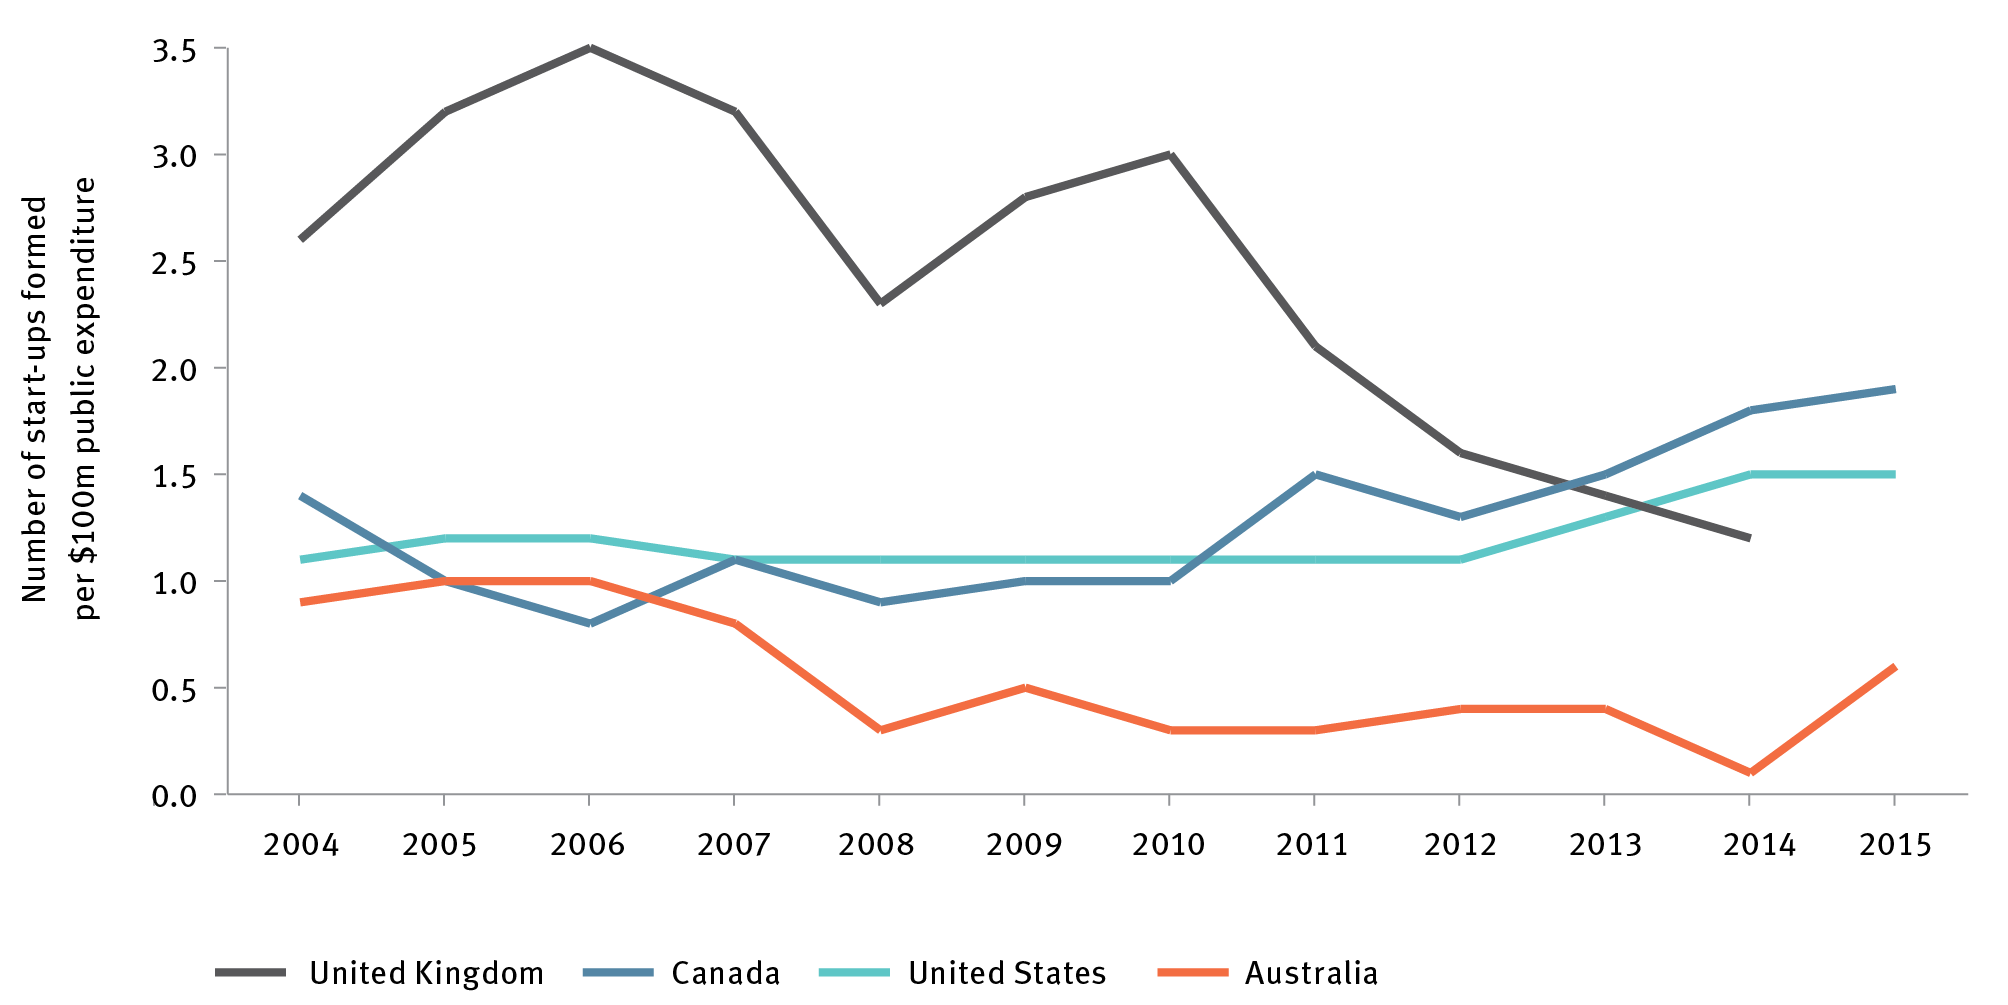 Number of start-ups formed
per $100m public expenditure
3.5
3.0
2.5
2.0
1.5
1.0
0.5
0.0
2004 2005 2006 2007 2008 2009 2010 2011 2012 2013 2014 2015
United Kingdom Canada United States Australia